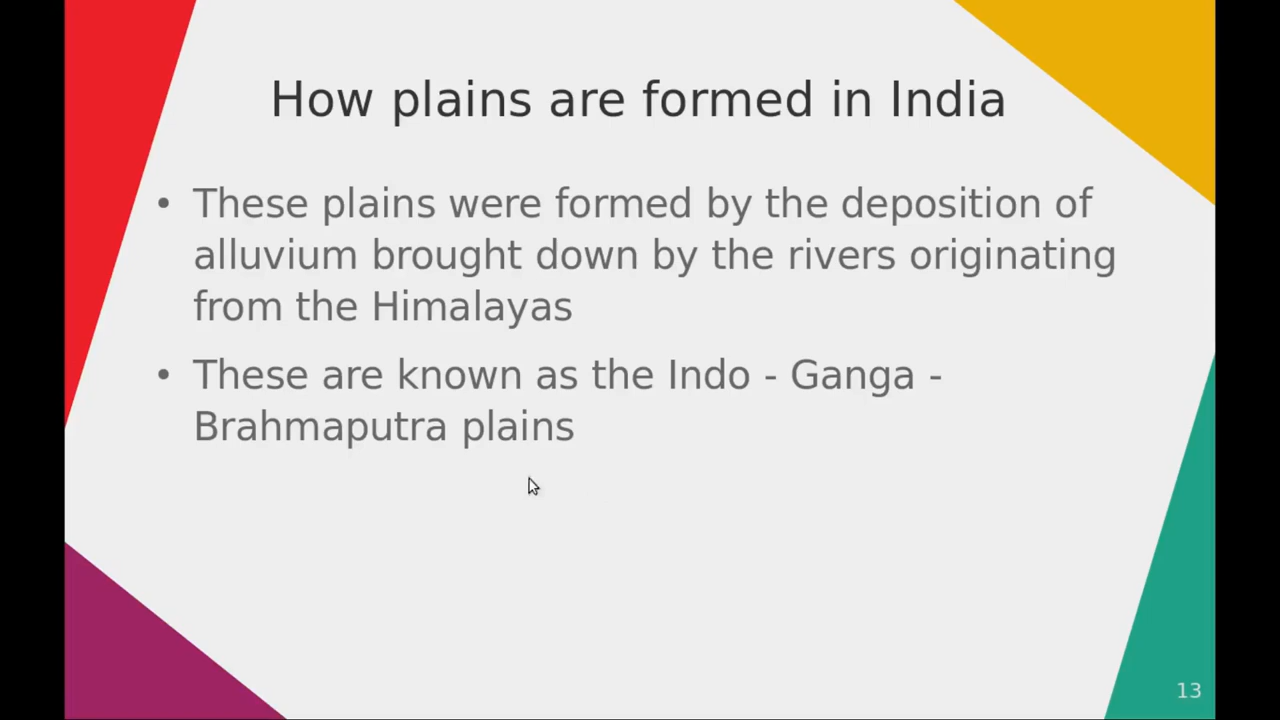 How plains are formed in India
• These plains were formed by the deposition of
alluvium brought down by the rivers originating
from the Himalayas
• These are known as the Indo - Ganga -
Brahmaputra plains
13